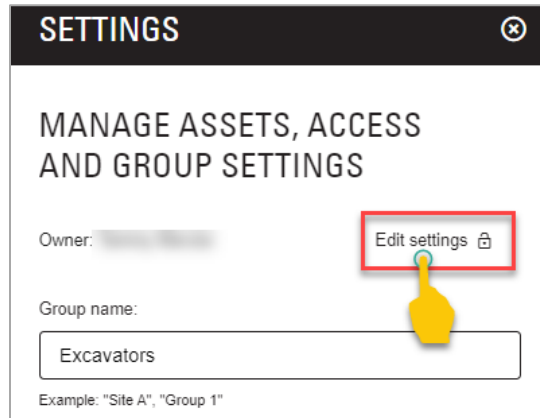 SETTINGS
MANAGE ASSETS, ACCESS
AND GROUP SETTINGS
Owner:
Edit settings
Group name:
Excavators
Example: "Site A", "Group 1"